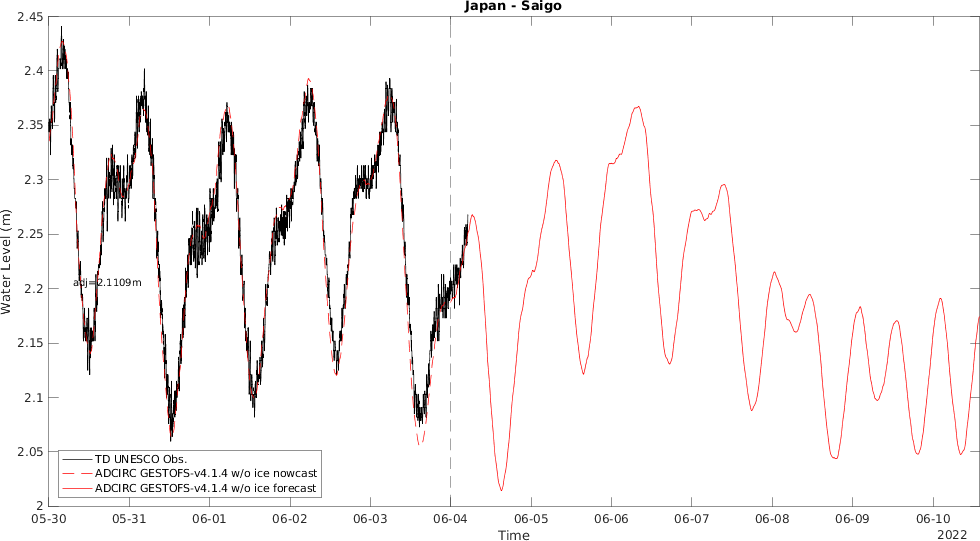 Japan - Saigo
2.45
2.4
2.35
2.3
2.25
2.2
2.15
2.1
2.05
2
Water Level (m)
adj=2.1109m
TD UNESCO Obs.
ADCIRC GESTOFS-v4.1.4 w/o ice nowcast
ADCIRC GESTOFS-v4.1.4 w/o ice forecast
05-30 05-31 06-01 06-02 06-03 06-04 06-05 06-06 06-07 06-08 06-09 06-10
Time
2022